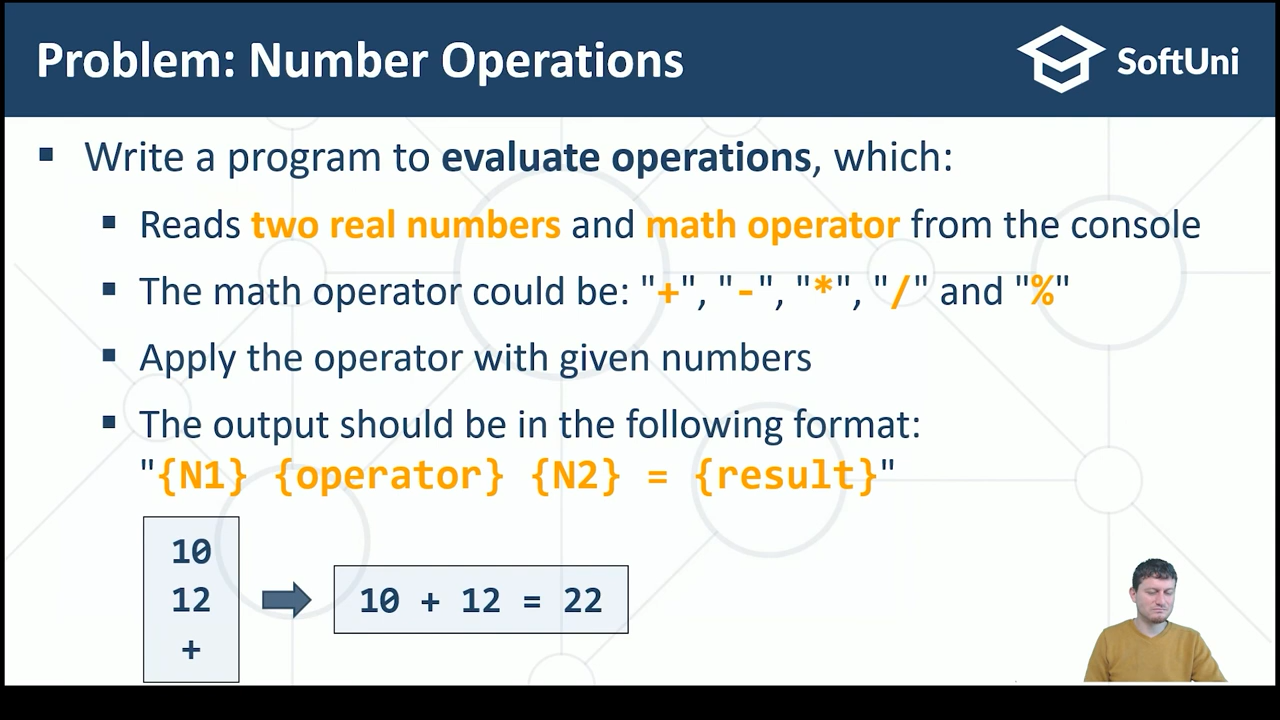 Problem: Number Operations
SoftUni
▪ Write a program to evaluate operations, which:
▪ Reads two real numbers and math operator from the console
▪ The math operator could be: "+", "-", "*", "/" and "%"
▪ Apply the operator with given numbers
▪ The output should be in the following format:
"{N1} {operator} {N2} = {result}"
10
12
+
10 + 12 = 22